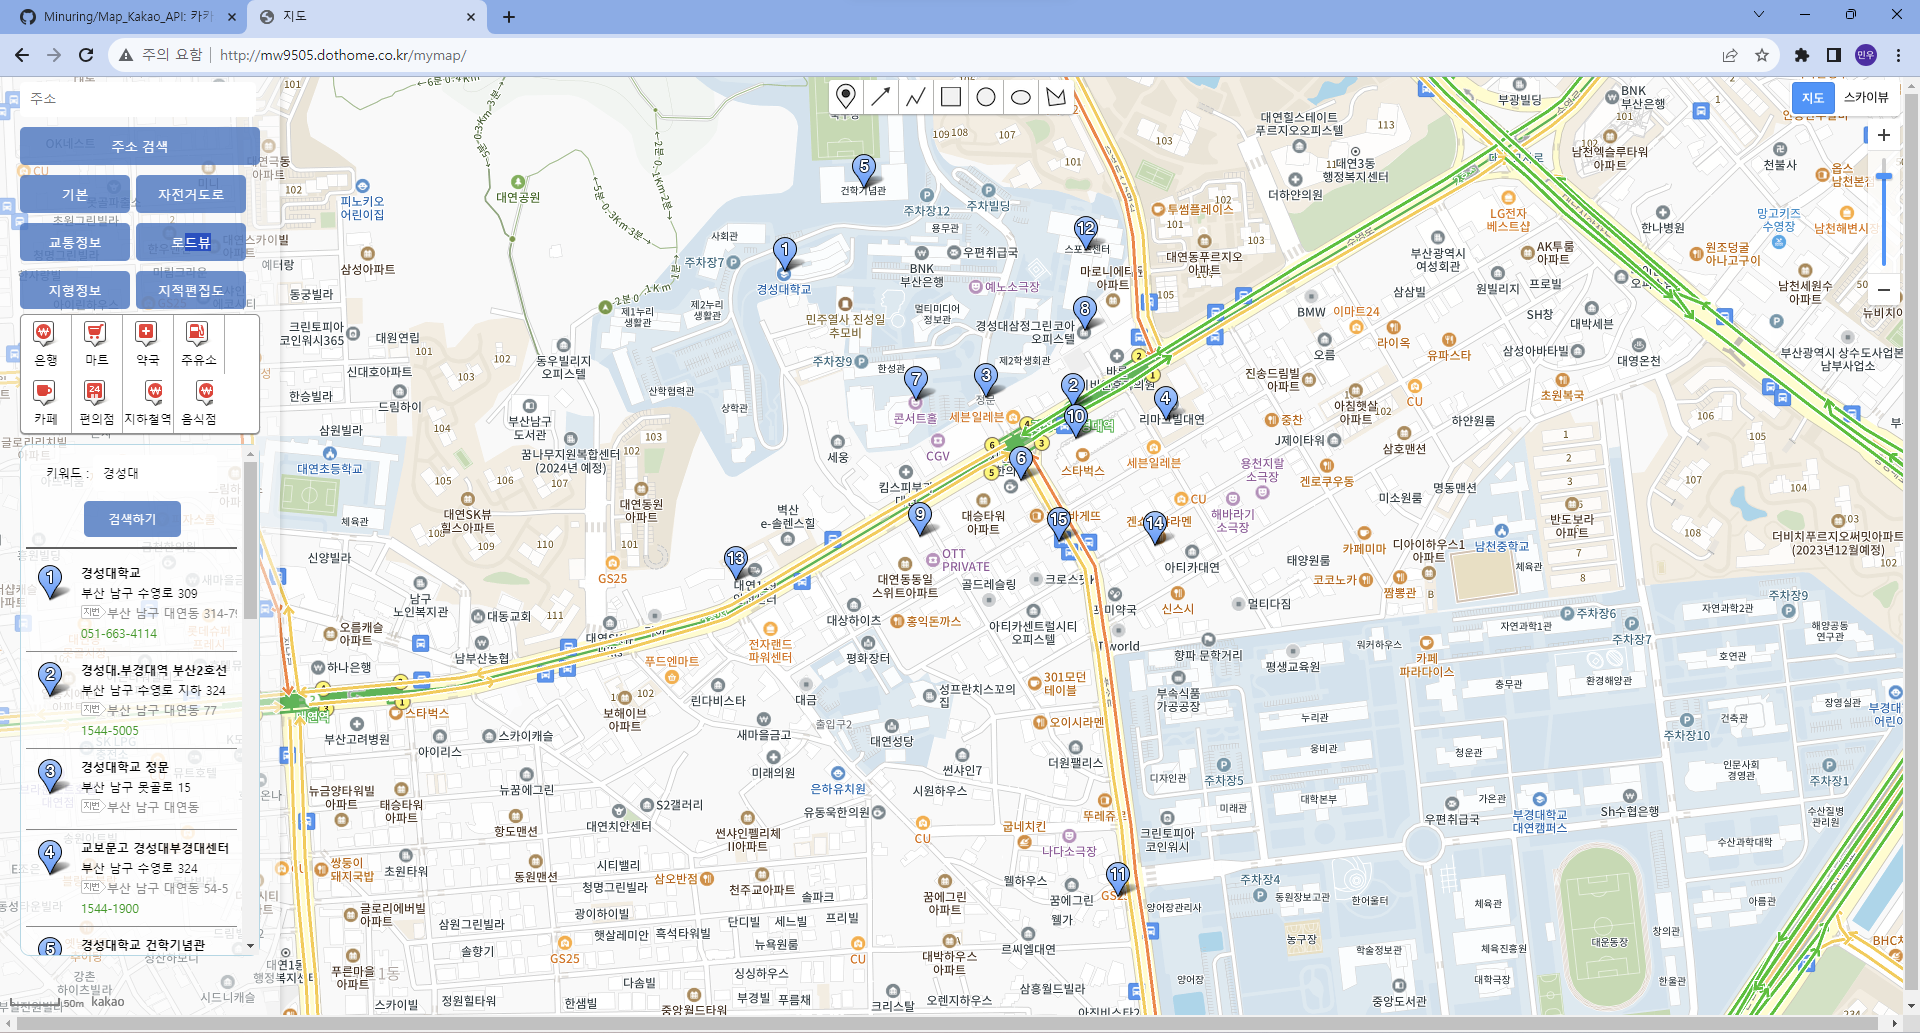 Minuring/Map_Kakao_API: 카카
지도
주의 요함
http://mw9505.dothome.co.kr/mymap/
민우
주소
주소 검색
기본
자전거도로
교통정보
로드뷰
지형정보
지적편집도
은행
마트
약국
주유소
카페
편의점
지하철역
음식점
키워드 :
경성대
검색하기
1
경성대학교
부산 남구 수영로 309
지번
부산 남구 대연동 314-79
051-663-4114
2
경성대.부경대역 부산2호선
부산 남구 수영로 지하 324
지번
부산 남구 대연동 77
1544-5005
3
경성대학교 정문
부산 남구 못골로 15
지번
부산 남구 대연동
4
교보문고 경성대부경대센터
부산 남구 수영로 324
지번
부산 남구 대연동 54-5
1544-1900
5
경성대학교 건학기념관
50m
kakao
지도
스카이뷰
대연공원
피노키오
어린이집
삼성아파트
동궁빌라
크린토피아
코인워시365
대원연립
신대호아파트
한승빌라
드림하이
삼원빌라
대연초등학교
체육관
신양빌라
동우빌리지
오피스텔
부산남구
도서관
꿈나무지원복합센터
(2024년 예정)
대연SK뷰
힐스아파트
대연동원
아파트
산학협력관
상학관
사회관
주차장7
경성대학교
제1누리
생활관
제2누리
생활관
민주열사 진성일
추모비
주차장9
한성관
콘서트홀
CGV
세븐일레븐
건학기념관
주차장12
주차빌딩
용무관
우편취급국
BNK
부산은행
예노소극장
멀티미디어
정보관
제2학생회관
정문
경성대삼정그린코아
오피스텔
투썸플레이스
대연동푸르지오
아파트
대연힐스테이트
푸르지오오피스텔
대연3동
행정복지센터
더하얀의원
부광빌딩
BNK
부산은행
남천엑슬루타워
아파트
천불사
LG전자
베스트샵
망고키즈
수영장
한나병원
원조덩굴
아나고구이
부산광역시
여성회관
AK투룸
아파트
원빌리지
프로빌
삼삼빌
SH창
BMW
이마트24
라이옥
유파스타
오름
대박세븐
삼성아바타빌
대영온천
남천세원수
아파트
부산광역시 상수도사업본
남부사업소
진송드림빌
아파트
아침햇살
아파트
CU
초원복국
하얀원룸
중찬
J제이타워
삼호맨션
세븐일레븐
스타벅스
용천지랄
소극장
겐로쿠우동
미소원룸
명동맨션
해바라기
소극장
CU
세웅
벽산
e-솔렌스힐
대승타워
아파트
OTT
PRIVATE
대연동동일
스위트아파트
골드레슬링
아티카대연
신스시
멀티다짐
태양원룸
코코노카
짬뽕관
카페미마
디아이하우스1
아파트
남천중학교
체육관
반도보라
아파트
더비치푸르지오써밋아파트
(2023년12월예정)
GS25
남구
노인복지관
대동교회
오름캐슬
아파트
하나은행
남부산농협
푸드엔마트
전자랜드
파워센터
대상하이츠
홍익돈까스
평화장터
아티카센트럴시티
오피스텔
향파 문학거리
평생교육원
워커하우스
카페
파라다이스
부속식품
가공공장
스타벅스
부산고려병원
아이리스
스카이캐슬
보해이브
아파트
린다비스타
대금
새마을금고
출입구2
대연성당
성프란치스꼬의
집
301모던
테이블
오이시라멘
썬샤인7
더원팰리스
미래의원
은하유치원
시원하우스
유동욱한의원
CU
굽네치킨
나다소극장
뉴금양타워빌
아파트
태승타워
아파트
뉴꿈에그린
향도맨션
S2갤러리
대연치안센터
썬샤인펠리체
II아파트
쌍둥이
돼지국밥
초원타워
동원맨션
시티밸리
청명그린빌라
삼오반점
천주교아파트
솔파크
글로리에버빌
아파트
삼원그린빌라
솔향기
광이하이빌
햇살레미안
흑석타워빌
단디빌
세느빌
프리빌
뉴욕원룸
GS25
CU
푸른마을
아파트
스카이빌
정원힐타워
한샘빌
다솜빌
중앙월드타워
아파트
싱싱하우스
부경빌
푸른채
크리스탈
오렌지하우스
꿈에그린
아파트
대박하우스
아파트
르씨엘대연
삼흥월드빌라
웰하우스
꿈에그린
웰가
크린토피아
코인워시
디자인관
주차장5
미래관
대학본부
누리관
웅비관
충무관
청운관
가온관
우편취급국
부경대학교
대연캠퍼스
Sh수협은행
주차장4
동원장보고관
한어울터
양어장관리사
농구장
학술정보관
체육관
체육진흥원
대운동장
대학극장
중앙도서관
양어장
한울관
창의관
아름관
수산과학대학
주차장6
주차장7
자연과학1관
자연과학2관
주차장9
해양공동
연구관
호연관
환경해양관
건축관
주차장10
장영실관
인문사회
경영관
주차장1
수산질병
관리원